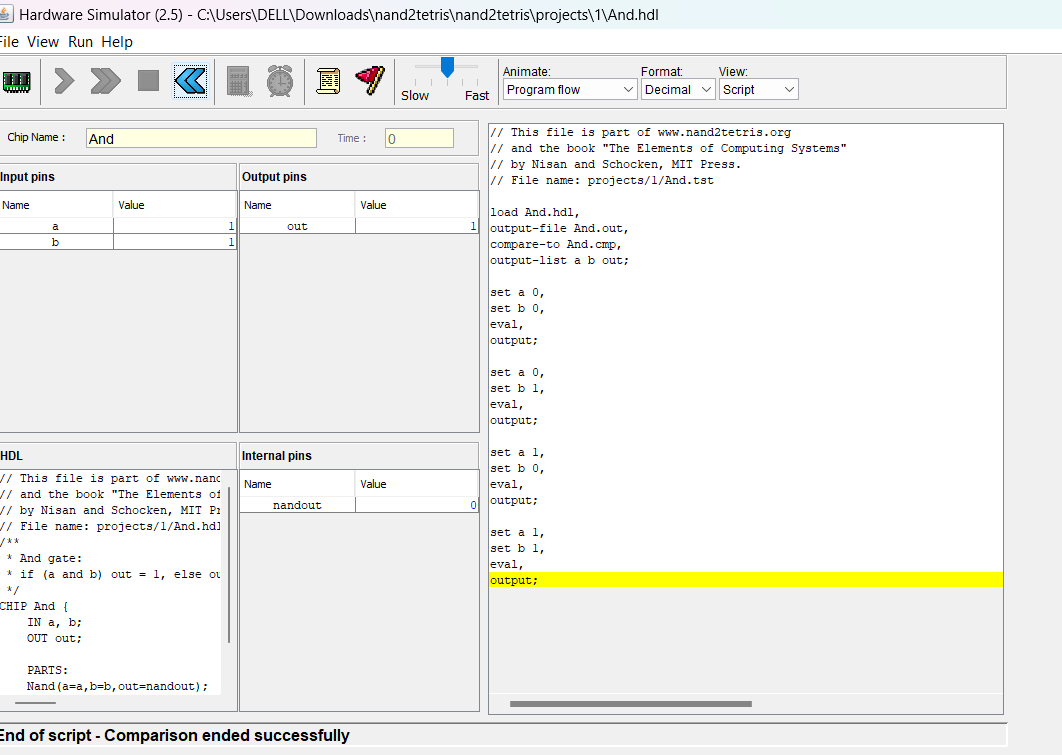 Hardware Simulator (2.5) - C:\Users\DELL\Downloads\nand2tetris\nand2tetris\projects\1\And.hdl
File View Run Help
Slow Fast
Animate: Format: View:
Program flow Decimal Script
Chip Name : And Time : 0
Input pins
Name Value
a 1
b 1
Output pins
Name Value
out 1
HDL
// This file is part of www.nand
// and the book "The Elements of
// by Nisan and Schocken, MIT Pr
// File name: projects/1/And.hdl
/**
* And gate:
* if (a and b) out = 1, else ou
*/
CHIP And {
IN a, b;
OUT out;
PARTS:
Nand(a=a,b=b,out=nandout);
Internal pins
Name Value
nandout 0
// This file is part of www.nand2tetris.org
// and the book "The Elements of Computing Systems"
// by Nisan and Schocken, MIT Press.
// File name: projects/1/And.tst
load And.hdl,
output-file And.out,
compare-to And.cmp,
output-list a b out;
set a 0,
set b 0,
eval,
output;
set a 0,
set b 1,
eval,
output;
set a 1,
set b 0,
eval,
output;
set a 1,
set b 1,
eval,
output;
End of script - Comparison ended successfully